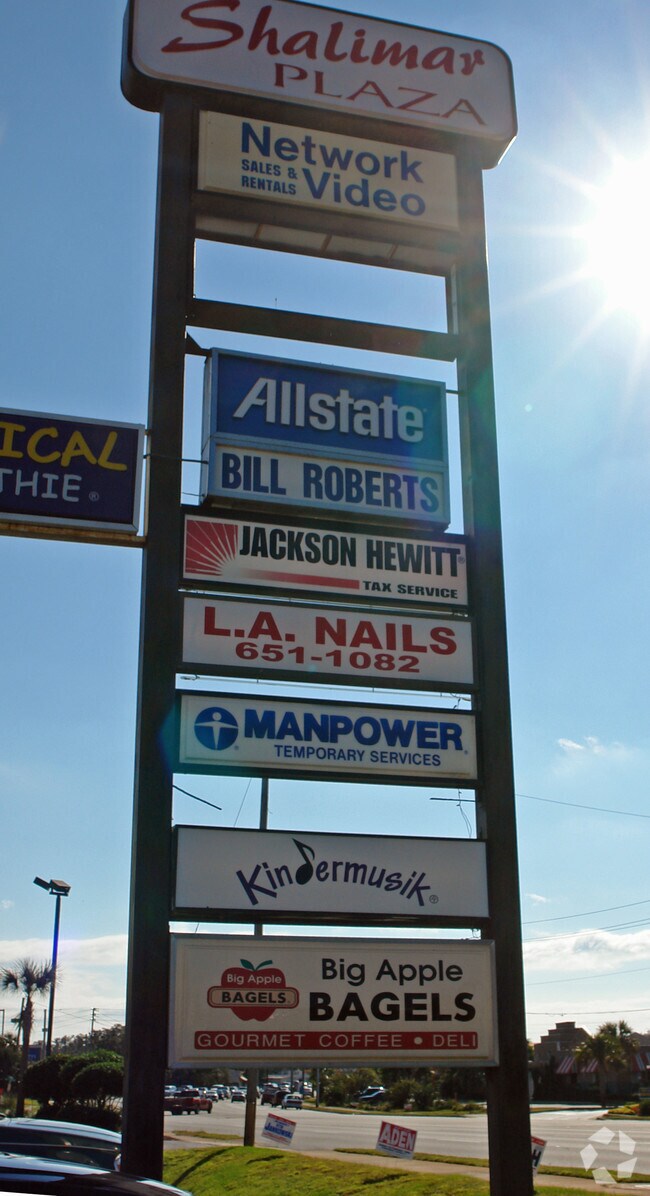 Shalimar
PLAZA
Network
SALES &
RENTALS
Video
Allstate
BILL ROBERTS
ICAL
THIE ®
JACKSON HEWITT®
TAX SERVICE
L.A. NAILS
651-1082
MANPOWER®
TEMPORARY SERVICES
Kindermusik®
Big Apple
BAGELS
Big Apple
BAGELS
GOURMET COFFEE • DELI
ADEN